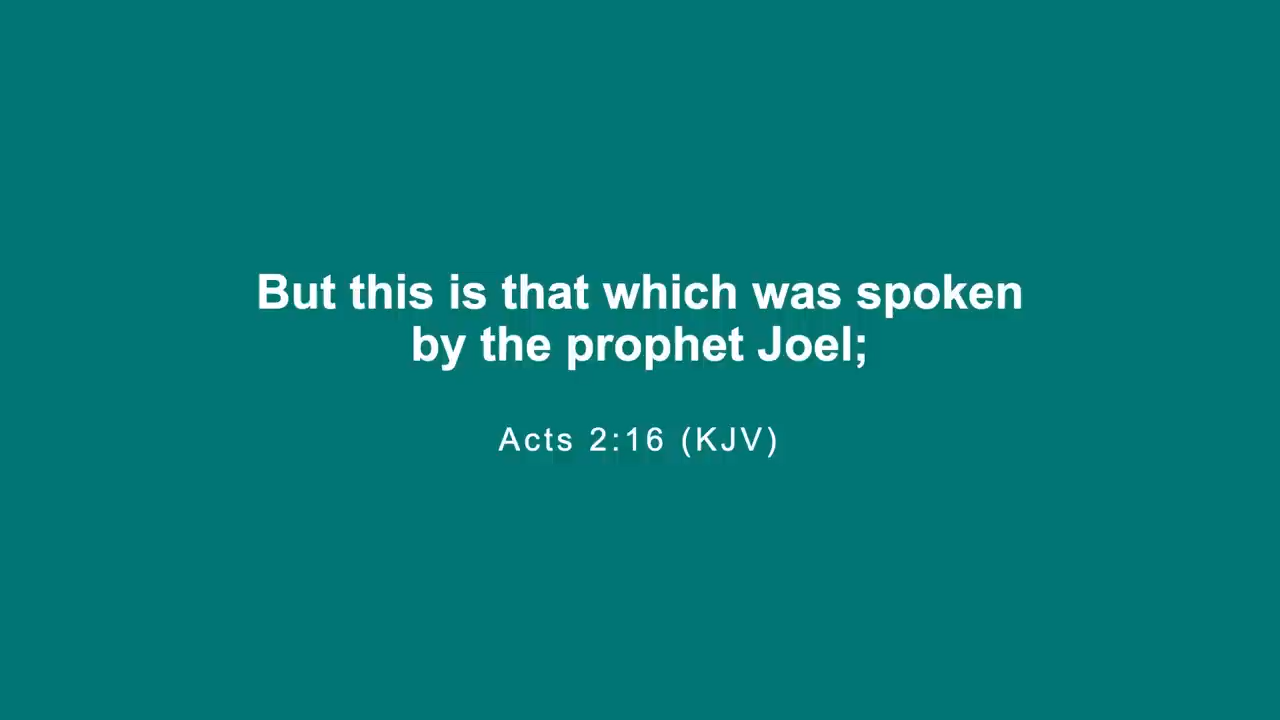 But this is that which was spoken
by the prophet Joel;
Acts 2:16 (KJV)